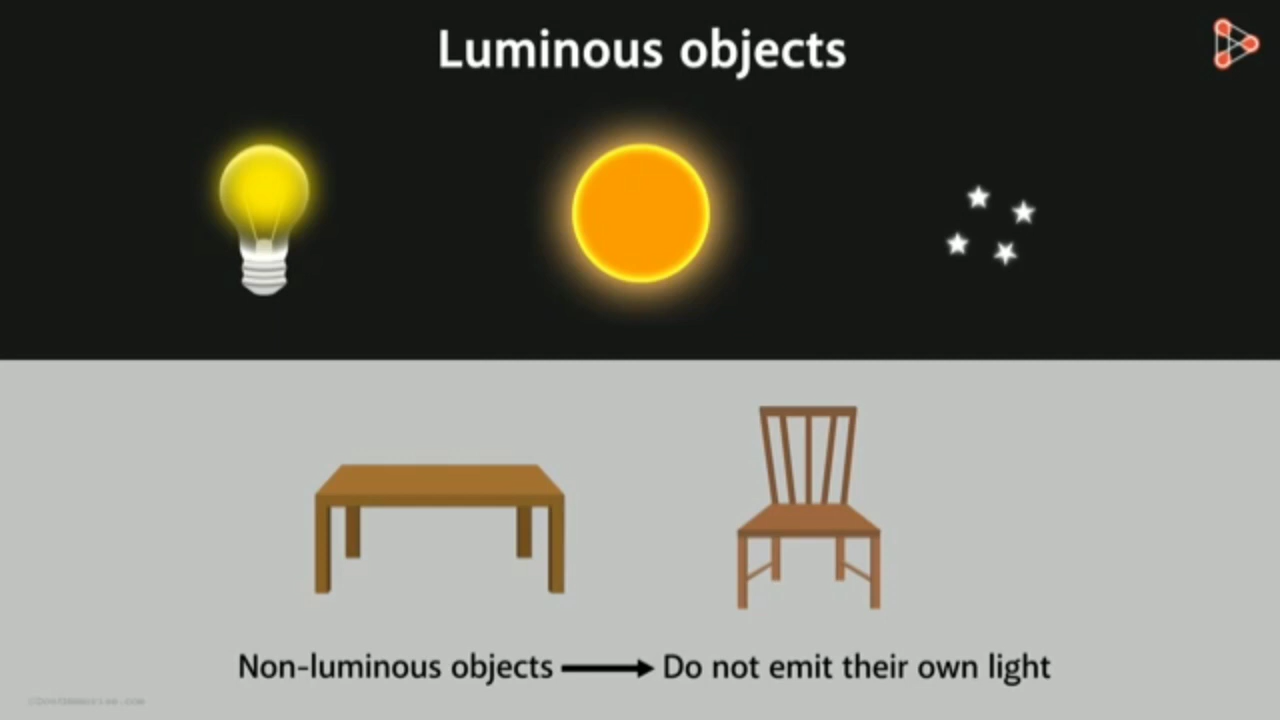 Luminous objects
Non-luminous objects Do not emit their own light